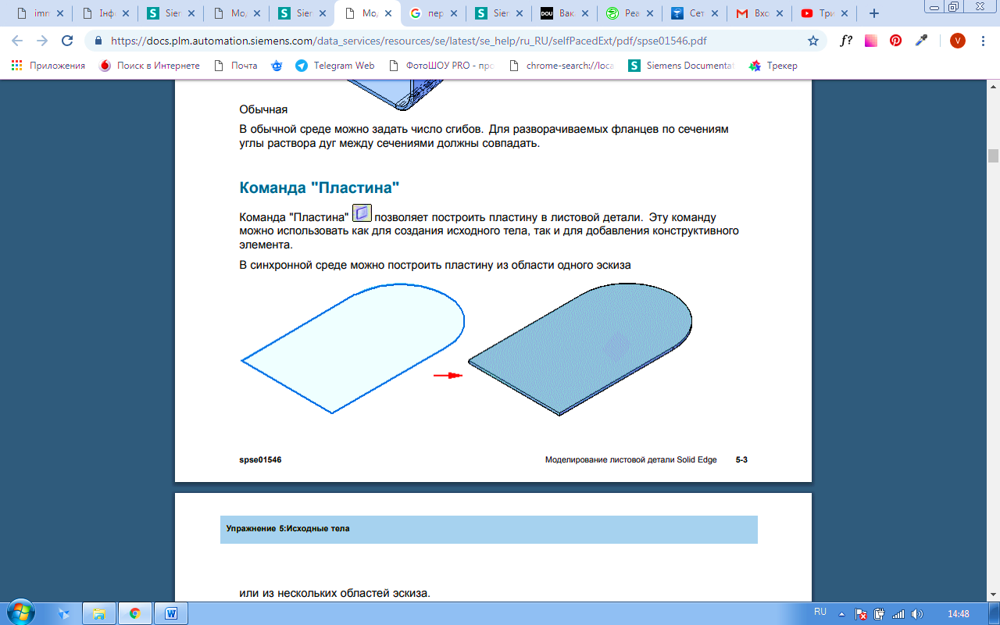 imn
Інфо
Sien
Мо
Sien
Мо
пер
Sien
DOU
Вак
Реа
Сет
Вхо
Три
https://docs.plm.automation.siemens.com/data_services/resources/se/latest/se_help/ru_RU/selfPacedExt/pdf/spse01546.pdf
f?
V
Приложения
Поиск в Интернете
Почта
Telegram Web
ФотоШОУ PRO - про
chrome-search://loca
Siemens Documentat
Трекер
Обычная
В обычной среде можно задать число сгибов. Для разворачиваемых фланцев по сечениям
углы раствора дуг между сечениями должны совпадать.
Команда "Пластина"
Команда "Пластина" позволяет построить пластину в листовой детали. Эту команду
можно использовать как для создания исходного тела, так и для добавления конструктивного
элемента.
В синхронной среде можно построить пластину из области одного эскиза
spse01546
Моделирование листовой детали Solid Edge 5-3
Упражнение 5:Исходные тела
или из нескольких областей эскиза.
RU
14:48